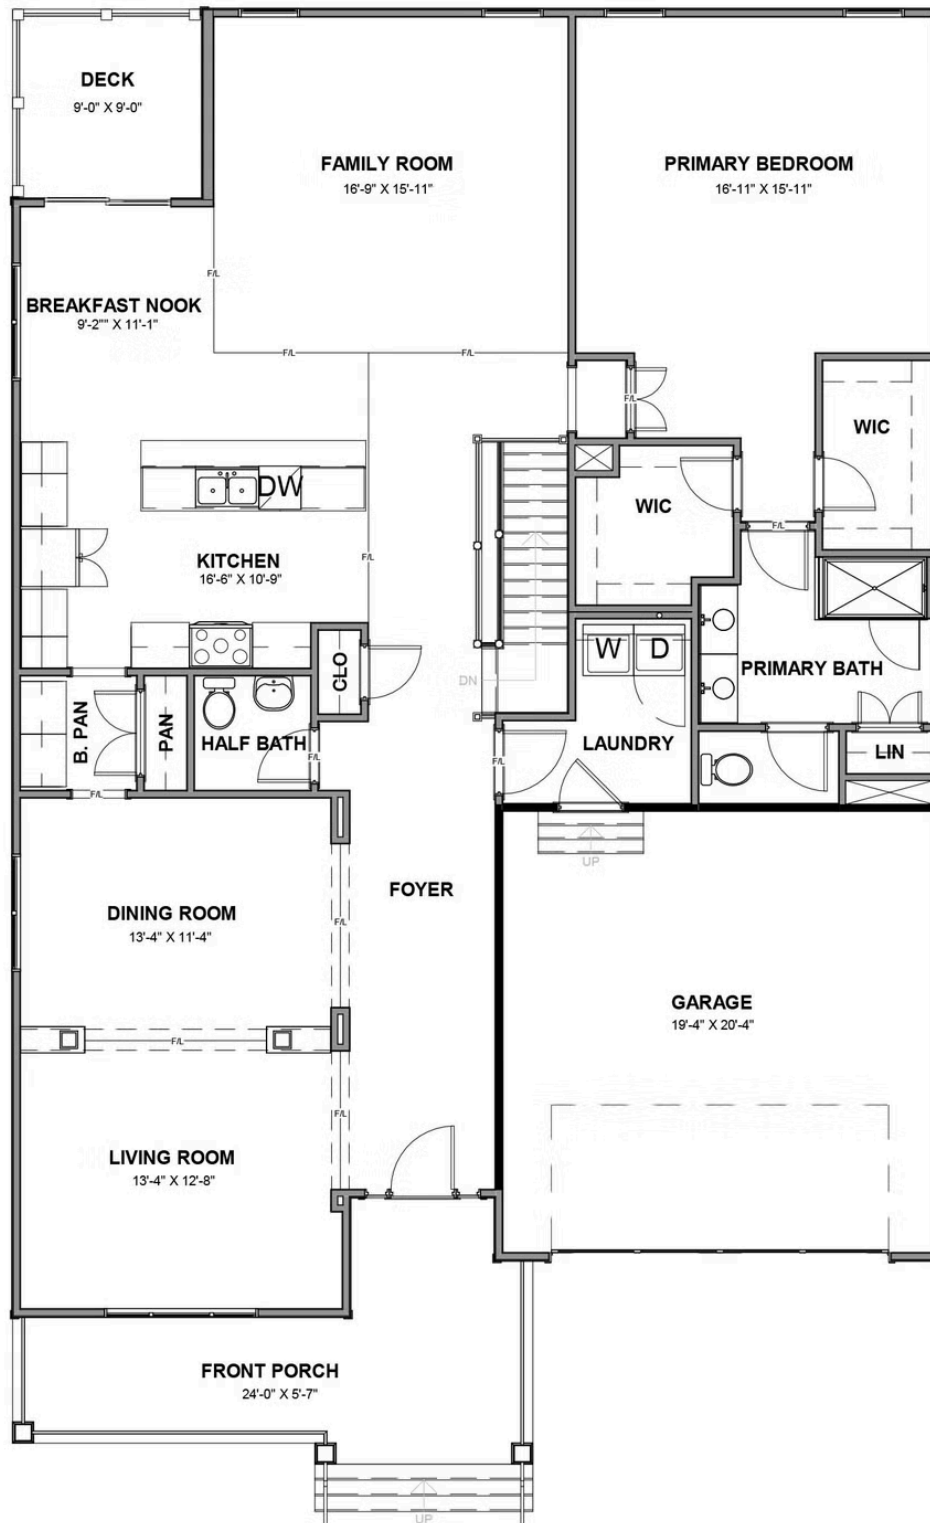 DECK
9'-0" X 9'-0"
FAMILY ROOM
16'-9" X 15'-11"
PRIMARY BEDROOM
16'-11" X 15'-11"
F/L
BREAKFAST NOOK
9'-2"" X 11'-1"
F/L
F/L
F/L
WIC
WIC
DW
F/L
KITCHEN
16'-6" X 10'-9"
F/L
W
D
CLO
DN
PRIMARY BATH
B. PAN
PAN
HALF BATH
F/L
F/L
LAUNDRY
LIN
F/L
UP
FOYER
DINING ROOM
13'-4" X 11'-4"
F/L
GARAGE
19'-4" X 20'-4"
F/L
F/L
LIVING ROOM
13'-4" X 12'-8"
FRONT PORCH
24'-0" X 5'-7"
UP